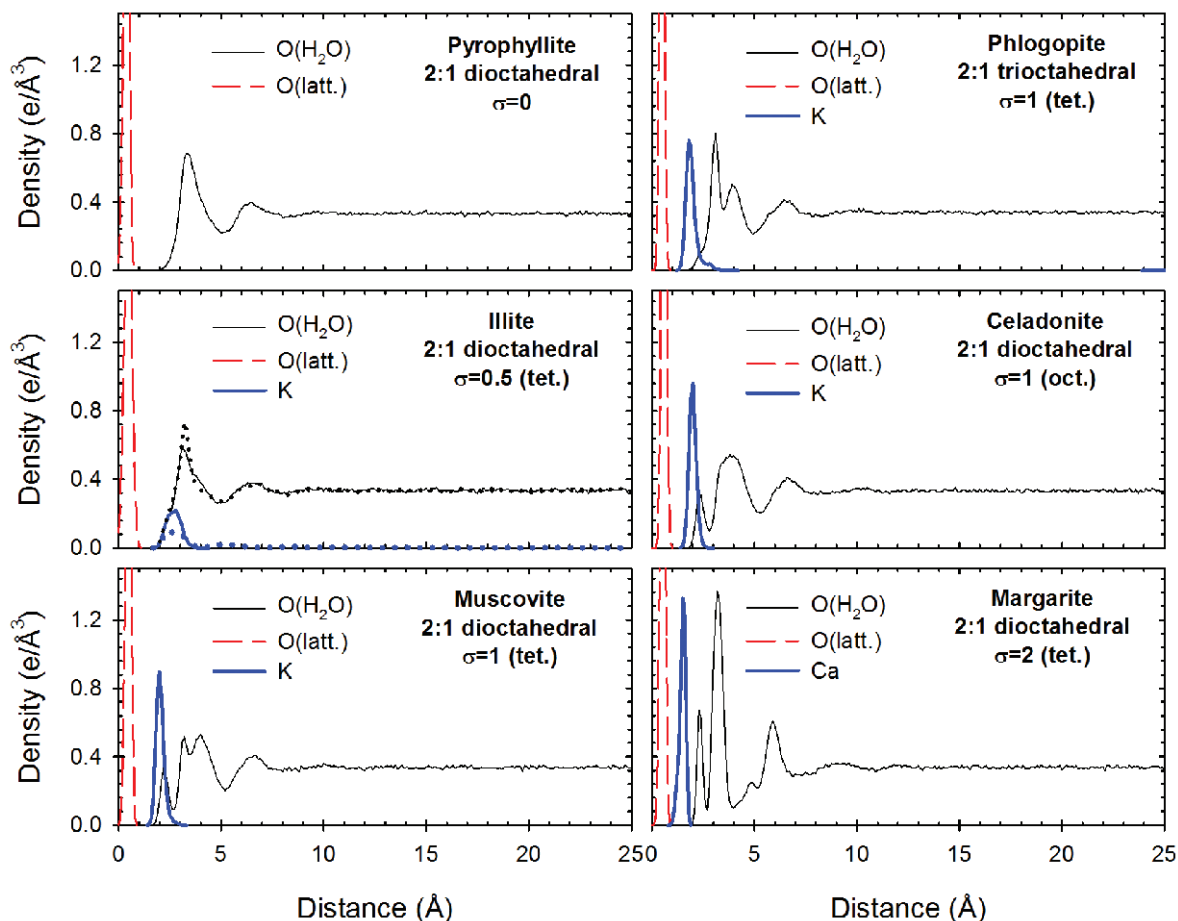 Density (e/Å³)
1.2
0.8
0.4
0.0
O(H₂O)
O(latt.)
Pyrophyllite
2:1 dioctahedral
σ=0
O(H₂O)
O(latt.)
K
Phlogopite
2:1 trioctahedral
σ=1 (tet.)
Density (e/Å³)
1.2
0.8
0.4
0.0
O(H₂O)
O(latt.)
K
Illite
2:1 dioctahedral
σ=0.5 (tet.)
O(H₂O)
O(latt.)
K
Celadonite
2:1 dioctahedral
σ=1 (oct.)
Density (e/Å³)
1.2
0.8
0.4
0.0
O(H₂O)
O(latt.)
K
Muscovite
2:1 dioctahedral
σ=1 (tet.)
O(H₂O)
O(latt.)
Ca
Margarite
2:1 dioctahedral
σ=2 (tet.)
0 5 10 15 20 25 0 5 10 15 20 25
Distance (Å) Distance (Å)